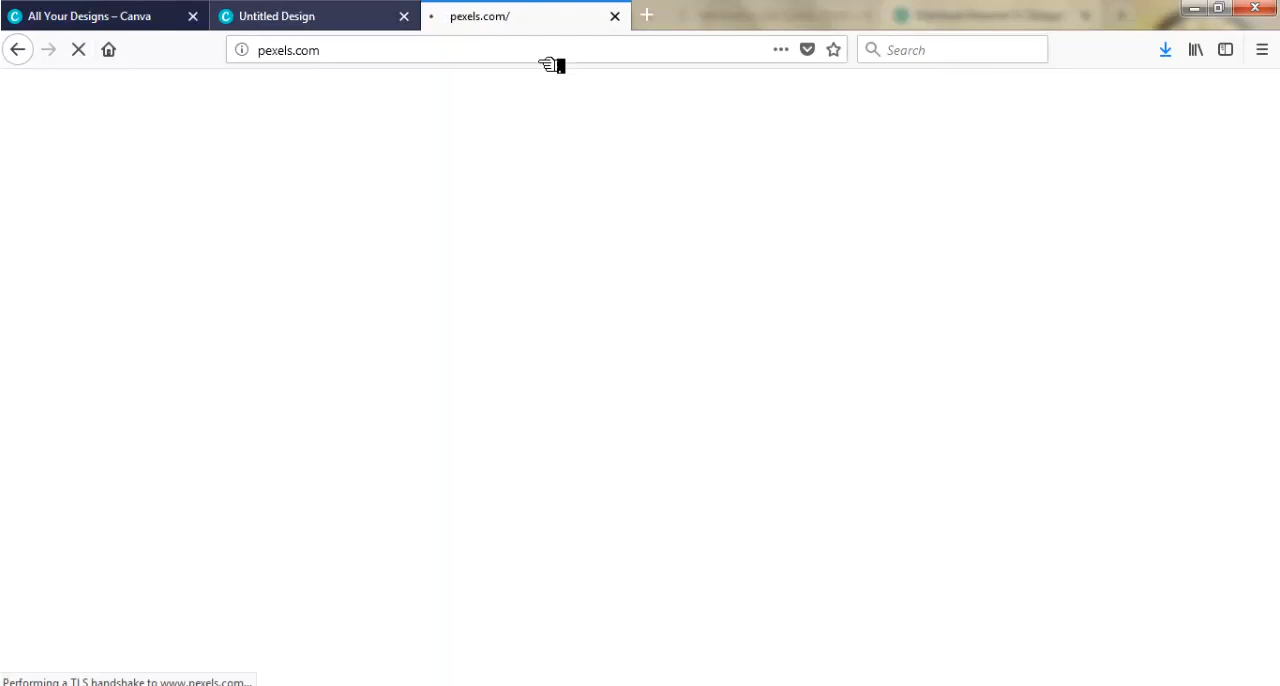 All Your Designs – Canva
Untitled Design
pexels.com/
pexels.com
Search
Performing a TLS handshake to www.pexels.com...